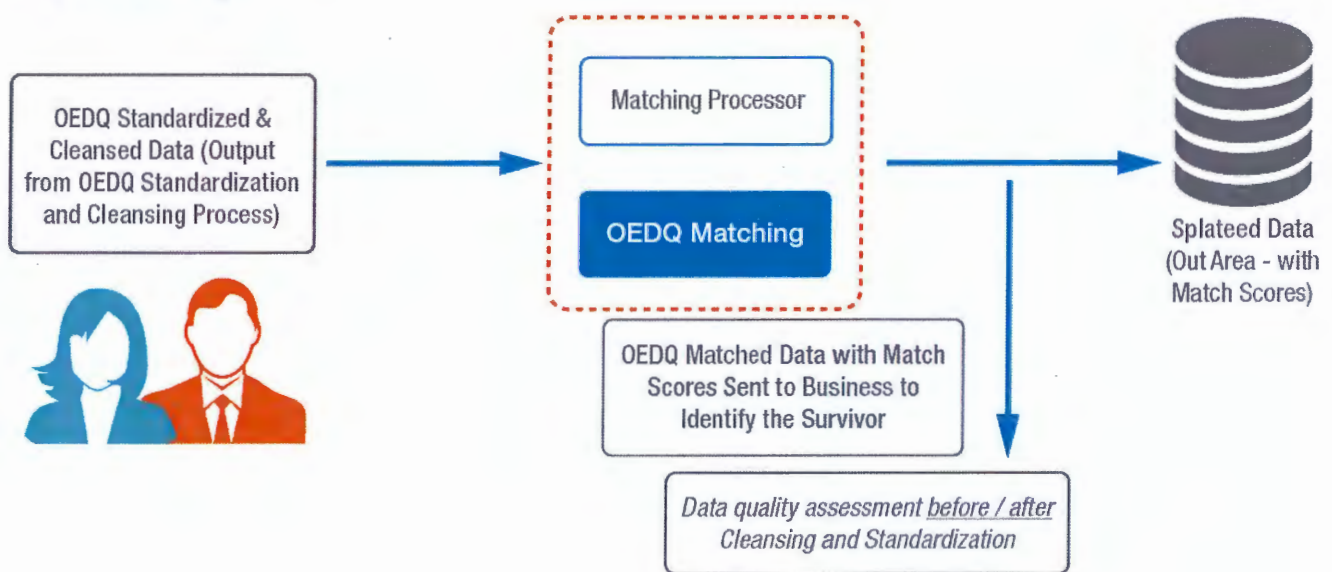 OEDQ Standardized &
Cleansed Data (Output
from OEDQ Standardization
and Cleansing Process)
Matching Processor
OEDQ Matching
OEDQ Matched Data with Match
Scores Sent to Business to
Identify the Survivor
Data quality assessment before / after
Cleansing and Standardization
Splateed Data
(Out Area - with
Match Scores)